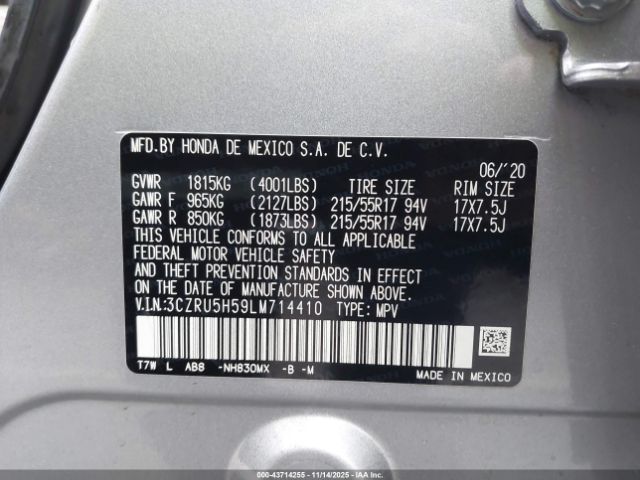 MFD.BY HONDA DE MEXICO S.A. DE C.V.
06/'20
GVWR 1815KG (4001LBS) TIRE SIZE RIM SIZE
GAWR F 965KG (2127LBS) 215/55R17 94V 17X7.5J
GAWR R 850KG (1873LBS) 215/55R17 94V 17X7.5J
THIS VEHICLE CONFORMS TO ALL APPLICABLE
FEDERAL MOTOR VEHICLE SAFETY
AND THEFT PREVENTION STANDARDS IN EFFECT
ON THE DATE OF MANUFACTURE SHOWN ABOVE.
V.I.N:3CZRU5H59LM714410 TYPE: MPV
T7W L AB8 -NH830MX -B -M
MADE IN MEXICO
© IAAI - 43714255 - 11/14/2025 - IAAI.COM